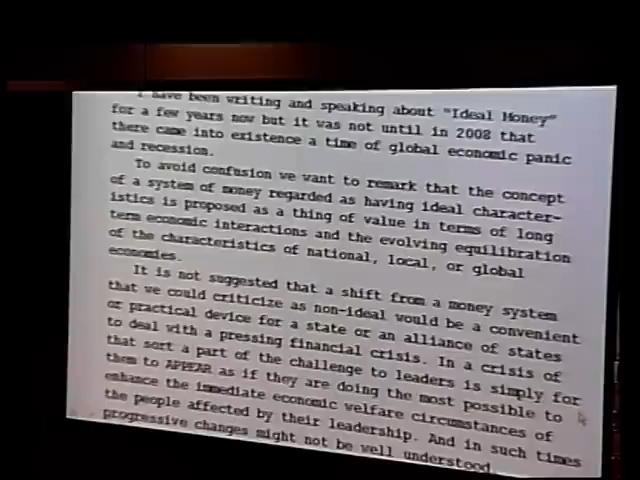 I have been writing and speaking about "Ideal Money"
for a few years now but it was not until in 2008 that
there came into existence a time of global economic panic
and recession.
To avoid confusion we want to remark that the concept
of a system of money regarded as having ideal character-
istics is proposed as a thing of value in terms of long
term economic interactions and the evolving equilibration
of the characteristics of national, local, or global
economies.
It is not suggested that a shift from a money system
that we could criticize as non-ideal would be a convenient
or practical device for a state or an alliance of states
to deal with a pressing financial crisis. In a crisis of
that sort a part of the challenge to leaders is simply for
them to APPEAR as if they are doing the most possible to
enhance the immediate economic welfare circumstances of
the people affected by their leadership. And in such times
progressive changes might not be well understood.